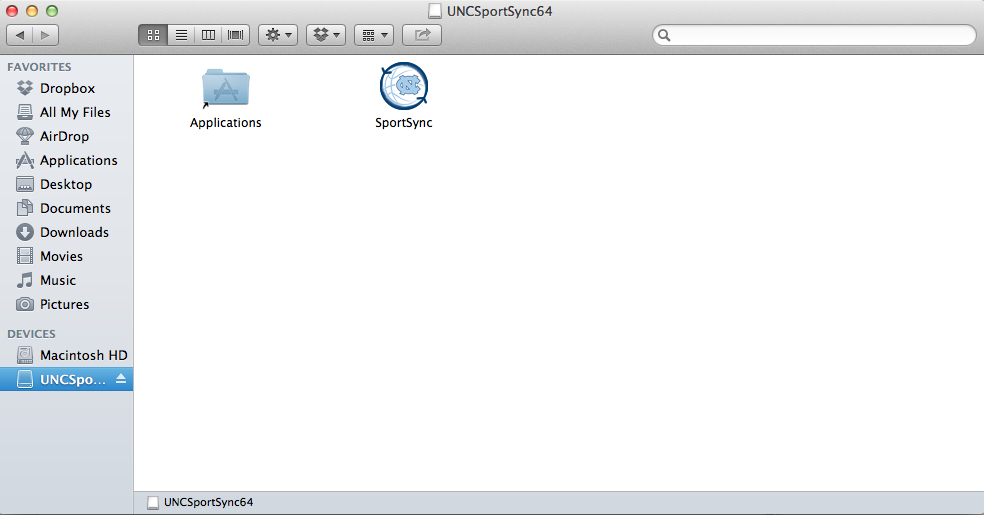 UNCSportSync64
FAVORITES
Dropbox
All My Files
AirDrop
Applications
Desktop
Documents
Downloads
Movies
Music
Pictures
DEVICES
Macintosh HD
UNCSpo...
Applications
SportSync
UNCSportSync64